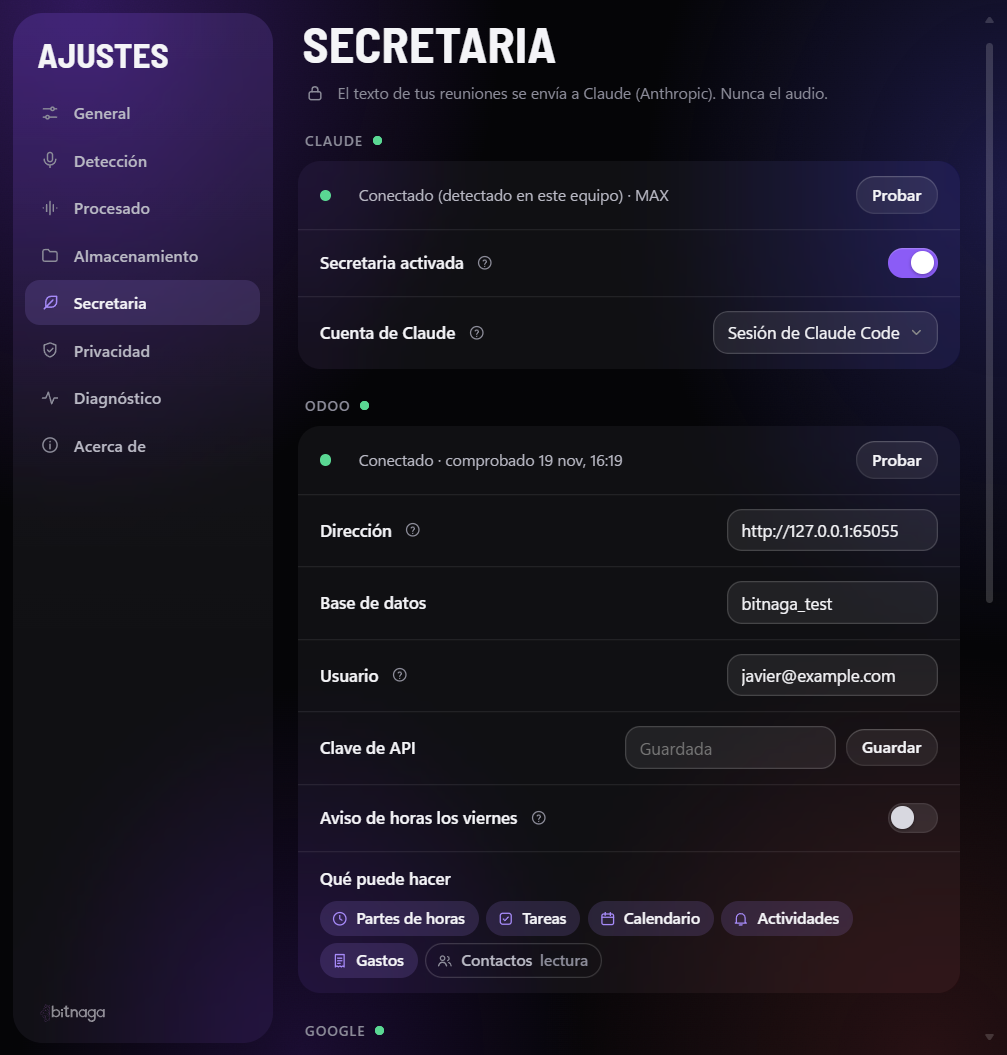 AJUSTES
General
Detección
Procesado
Almacenamiento
Secretaria
Privacidad
Diagnóstico
Acerca de
bitnaga
SECRETARIA
El texto de tus reuniones se envía a Claude (Anthropic). Nunca el audio.
CLAUDE
Conectado (detectado en este equipo) · MAX
Probar
Secretaria activada
Cuenta de Claude
Sesión de Claude Code
ODOO
Conectado · comprobado 19 nov, 16:19
Probar
Dirección
http://127.0.0.1:65055
Base de datos
bitnaga_test
Usuario
javier@example.com
Clave de API
Guardada
Guardar
Aviso de horas los viernes
Qué puede hacer
Partes de horas
Tareas
Calendario
Actividades
Gastos
Contactos lectura
GOOGLE